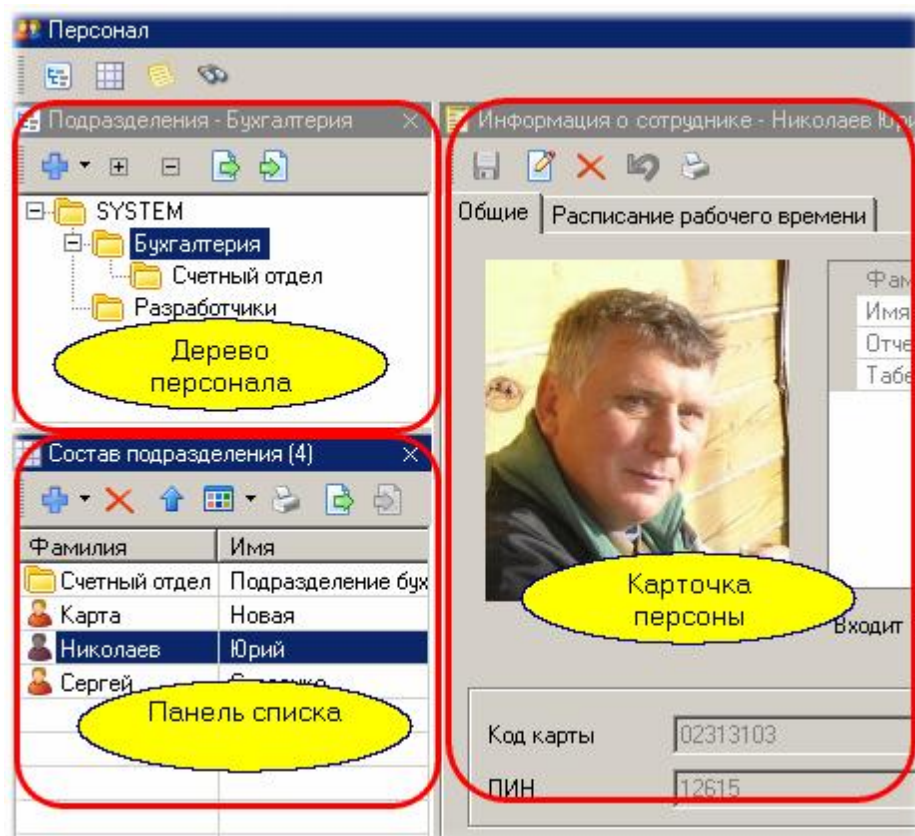 Персонал
Подразделения - Бухгалтерия
SYSTEM
Бухгалтерия
Счетный отдел
Разработчики
Дерево
персонала
Состав подразделения (4)
Фамилия Имя
Счетный отдел Подразделение бух
Карта Новая
Николаев Юрий
Сергей
Панель списка
Информация о сотруднике - Николаев Юри
Общие Расписание рабочего времени
Фам
Имя
Отче
Табе
Карточка
персоны
Входит
Код карты 02313103
ПИН 12615